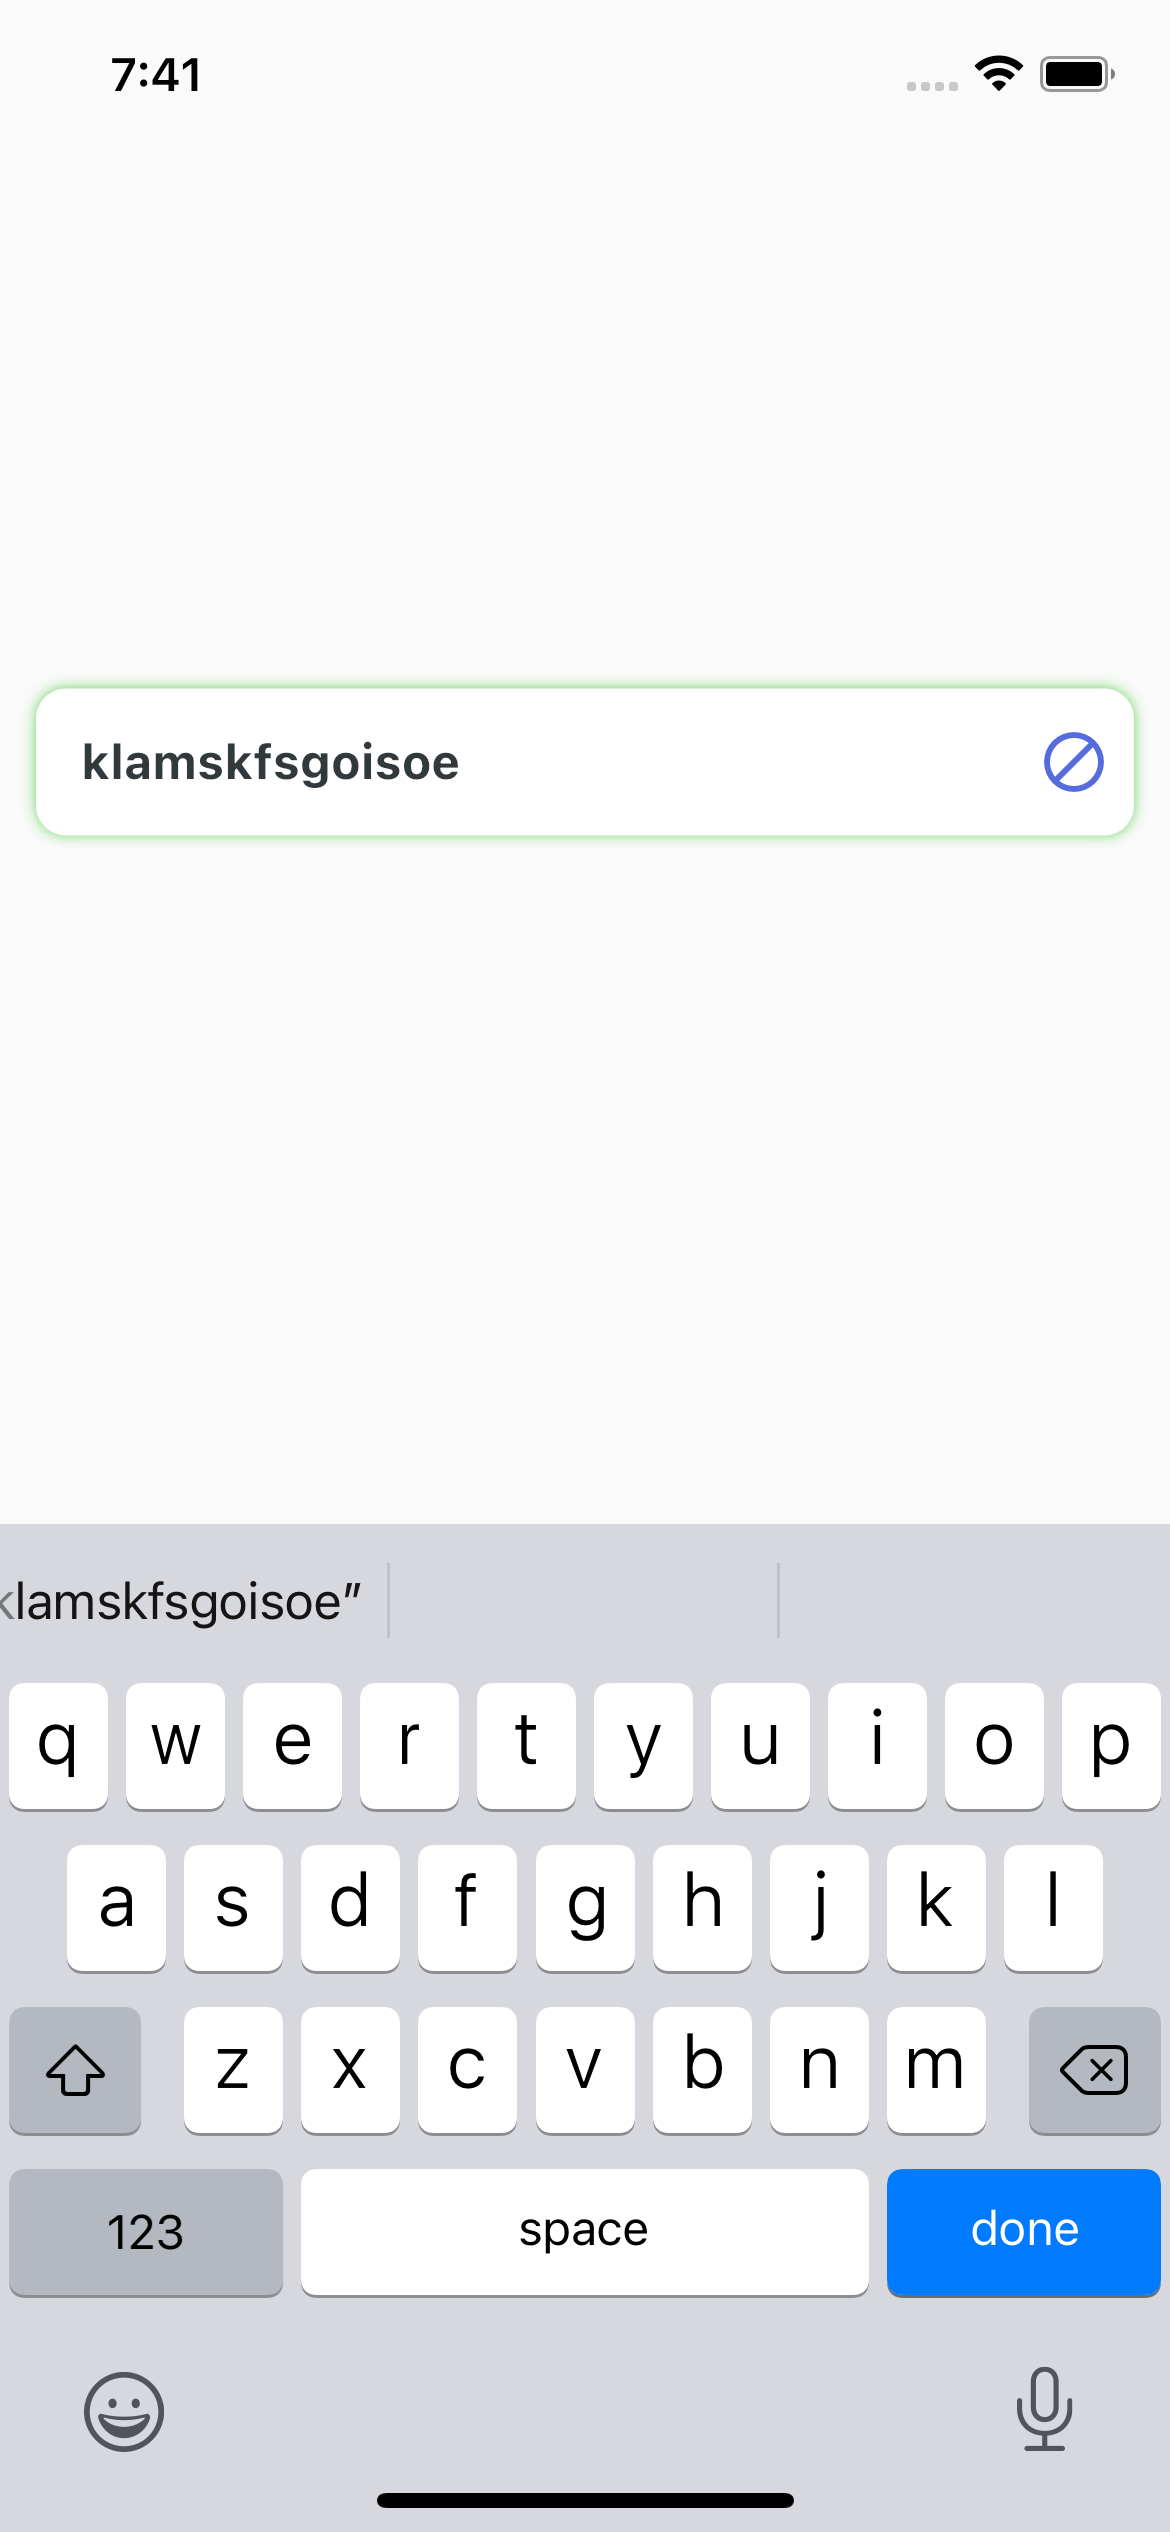 7:41
klamskfsgoisoe
klamskfsgoisoe”
q w e r t y u i o p
a s d f g h j k l
z x c v b n m
123 space done